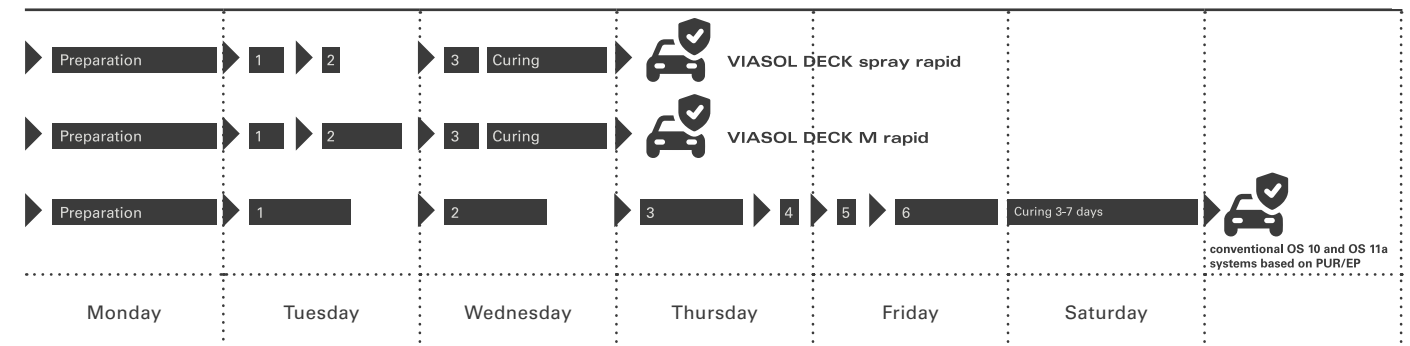 Preparation 1 2 3 Curing VIASOL DECK spray rapid
Preparation 1 2 3 Curing VIASOL DECK M rapid
Preparation 1 2 3 4 5 6 Curing 3-7 days
conventional OS 10 and OS 11a
systems based on PUR/EP
Monday Tuesday Wednesday Thursday Friday Saturday